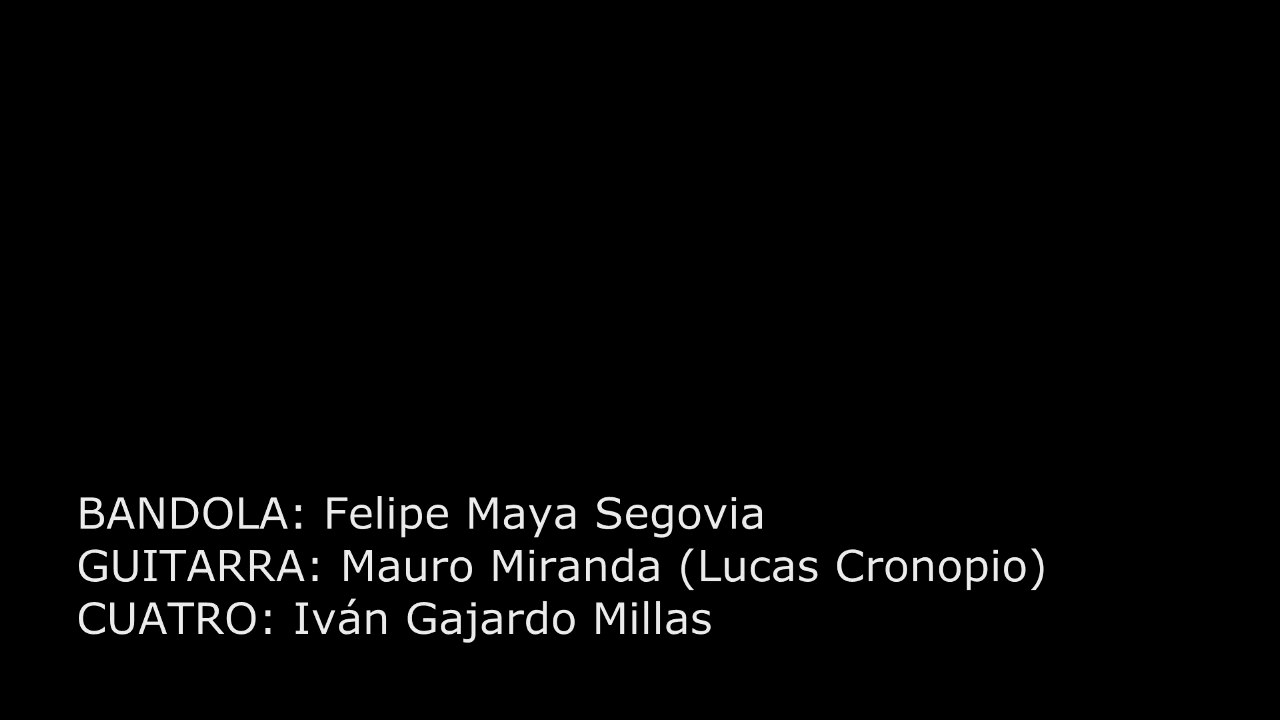 BANDOLA: Felipe Maya Segovia
GUITARRA: Mauro Miranda (Lucas Cronopio)
CUATRO: Iván Gajardo Millas